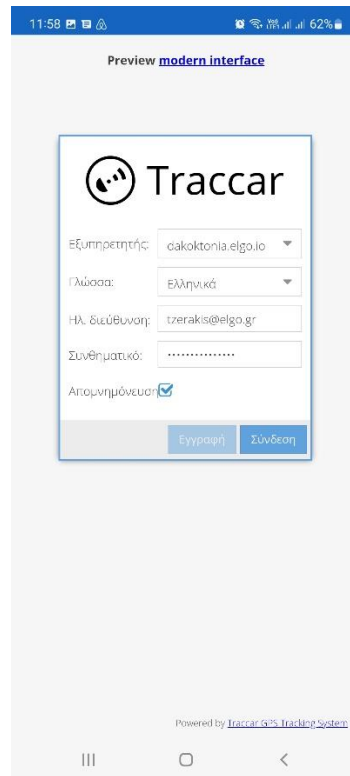 11:58 62%
Preview modern interface
Traccar
Εξυπηρετητής: dakoktonia.elgo.io
Γλώσσα: Ελληνικά
Ηλ. διεύθυνση: tzerakis@elgo.gr
Συνθηματικό: ···············
Απομνημόνευση
Εγγραφή Σύνδεση
Powered by Traccar GPS Tracking System